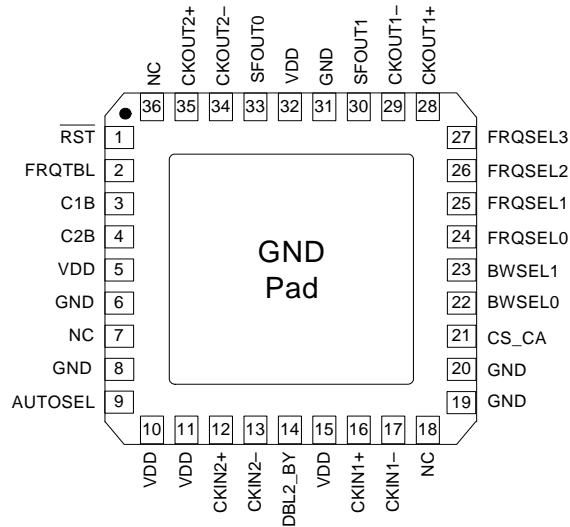 NC
CKOUT2+
CKOUT2–
SFOUT0
VDD
GND
SFOUT1
CKOUT1–
CKOUT1+
36 35 34 33 32 31 30 29 28
RST 1
FRQTBL 2
C1B 3
C2B 4
VDD 5
GND 6
NC 7
GND 8
AUTOSEL 9
GND
Pad
27 FRQSEL3
26 FRQSEL2
25 FRQSEL1
24 FRQSEL0
23 BWSEL1
22 BWSEL0
21 CS_CA
20 GND
19 GND
10 11 12 13 14 15 16 17 18
VDD
VDD
CKIN2+
CKIN2–
DBL2_BY
VDD
CKIN1+
CKIN1–
NC